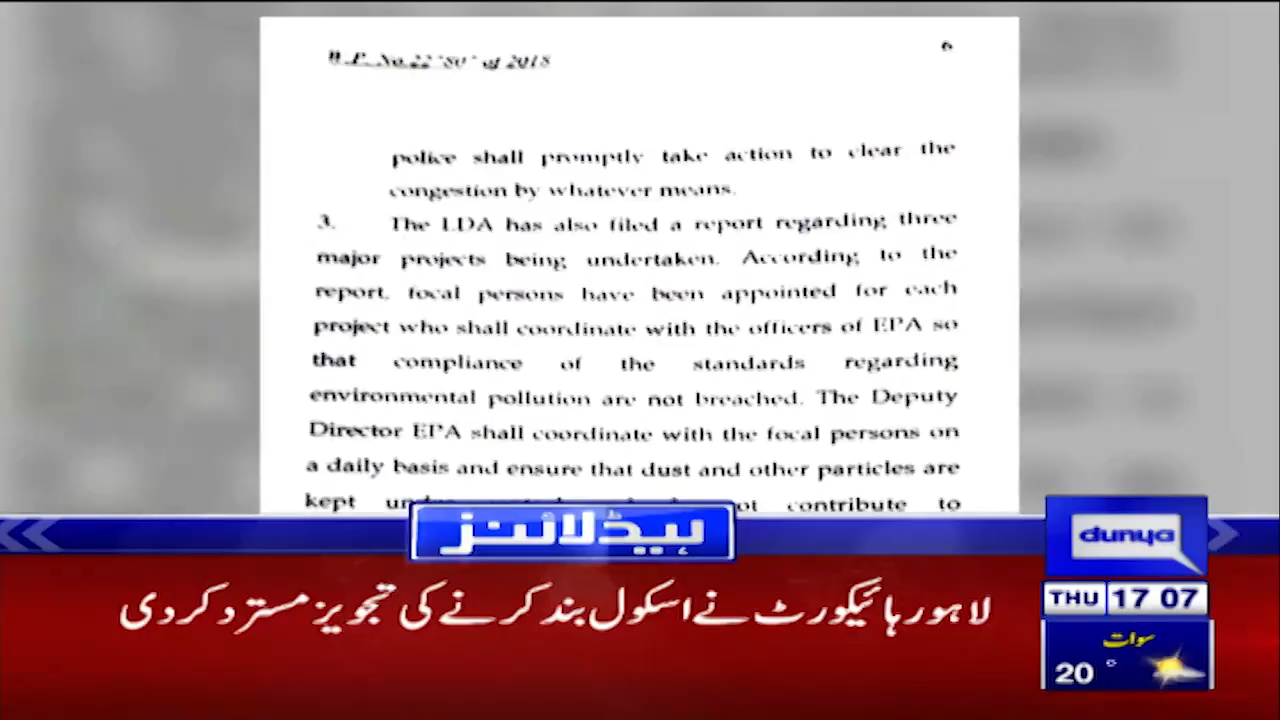 of 2018
6
police shall promptly take action to clear the
congestion by whatever means.
3. The LDA has also filed a report regarding three
major projects being undertaken. According to the
report, focal persons have been appointed for each
project who shall coordinate with the officers of EPA so
that compliance of the standards regarding
environmental pollution are not breached. The Deputy
Director EPA shall coordinate with the focal persons on
a daily basis and ensure that dust and other particles are
kept contribute to
ہیڈلائنز
dunya
لاہور ہائیکورٹ نے اسکول بند کرنے کی تجویز مسترد کر دی
THU 17 07
سوات
20 °C